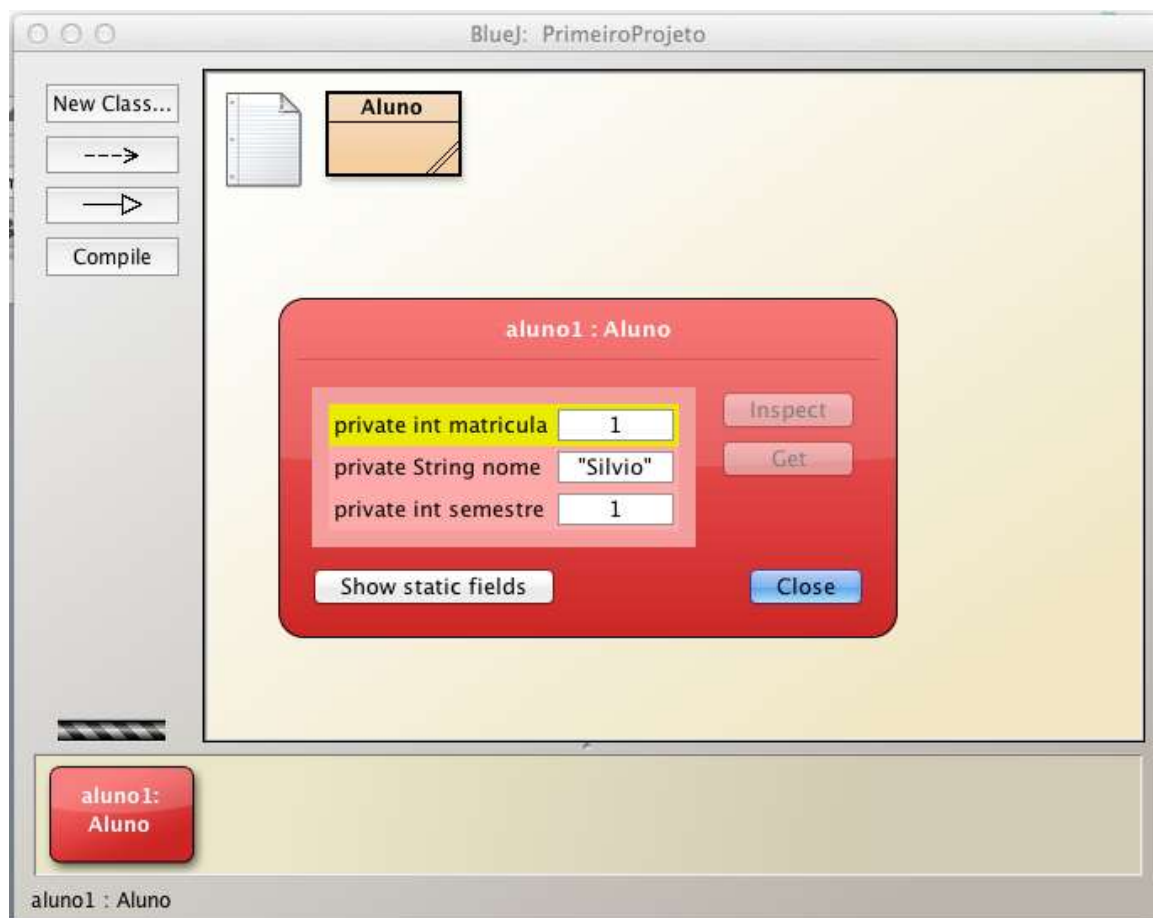 BlueJ: PrimeiroProjeto
New Class...
Compile
Aluno
aluno1 : Aluno
private int matricula 1
private String nome "Silvio"
private int semestre 1
Inspect
Get
Show static fields
Close
aluno1:
Aluno
aluno1 : Aluno